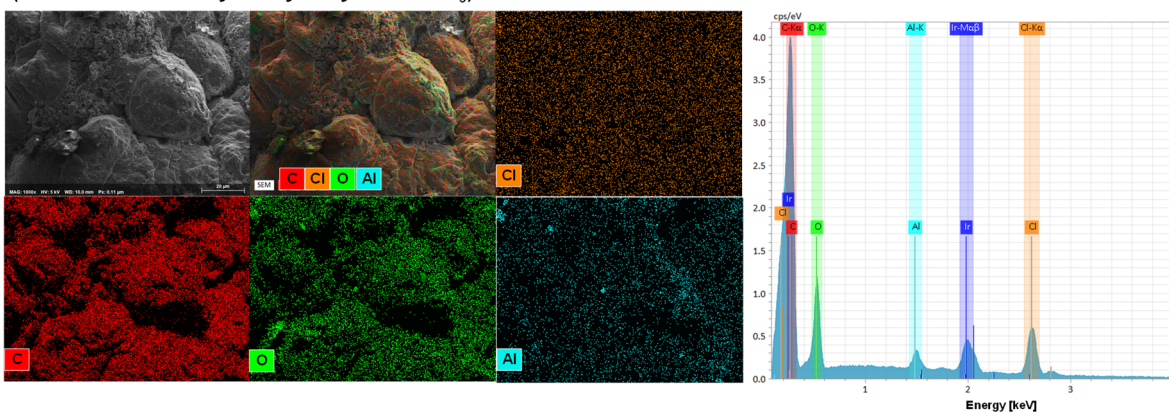 cps/eV
C-Kα O-K Al-K Ir-Mαβ Cl-Kα
4.0
3.5
3.0
2.5
2.0
1.5
1.0
0.5
0.0
Ir
Cl
C O Al Ir Cl
1 2 3
Energy [keV]
MAG: 1000x HV: 5 kV WD: 10.0 mm Px: 0.11 µm
20 µm
SEM
C Cl O Al
Cl
C
O
Al